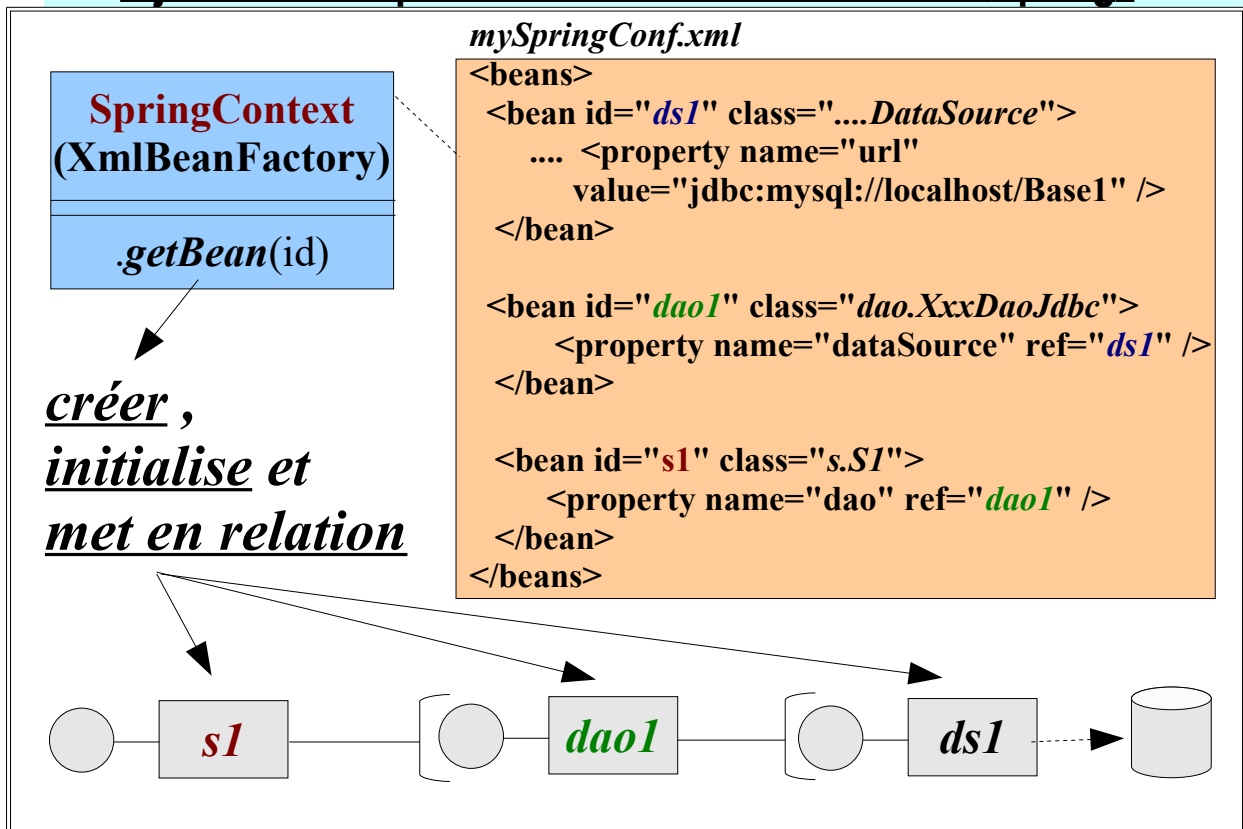 mySpringConf.xml
SpringContext
(XmlBeanFactory)
.getBean(id)
<beans>
<bean id="ds1" class="....DataSource">
.... <property name="url"
value="jdbc:mysql://localhost/Base1" />
</bean>
<bean id="dao1" class="dao.XxxDaoJdbc">
<property name="dataSource" ref="ds1" />
</bean>
<bean id="s1" class="s.S1">
<property name="dao" ref="dao1" />
</bean>
</beans>
créer ,
initialise et
met en relation
s1
dao1
ds1